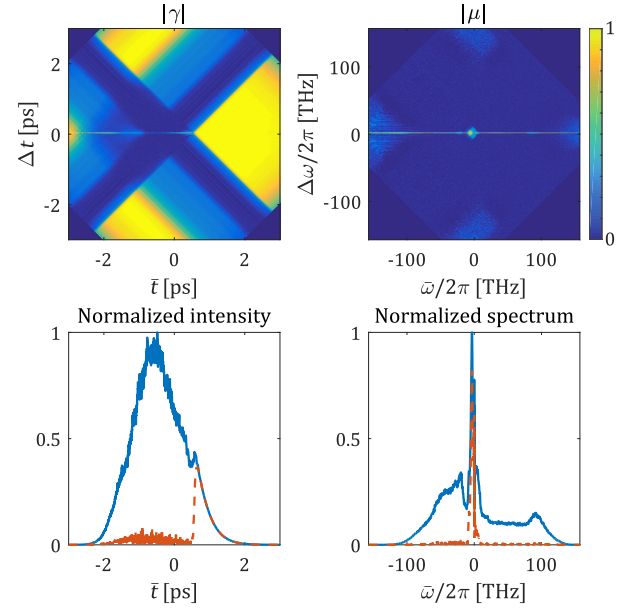 |γ|
|μ|
2
0
-2
Δt [ps]
-2
0
2
t̄ [ps]
100
0
-100
Δω/2π [THz]
-100
0
100
ω̄/2π [THz]
1
0
Normalized intensity
Normalized spectrum
1
0.5
0
-2
0
2
t̄ [ps]
1
0.5
0
-100
0
100
ω̄/2π [THz]